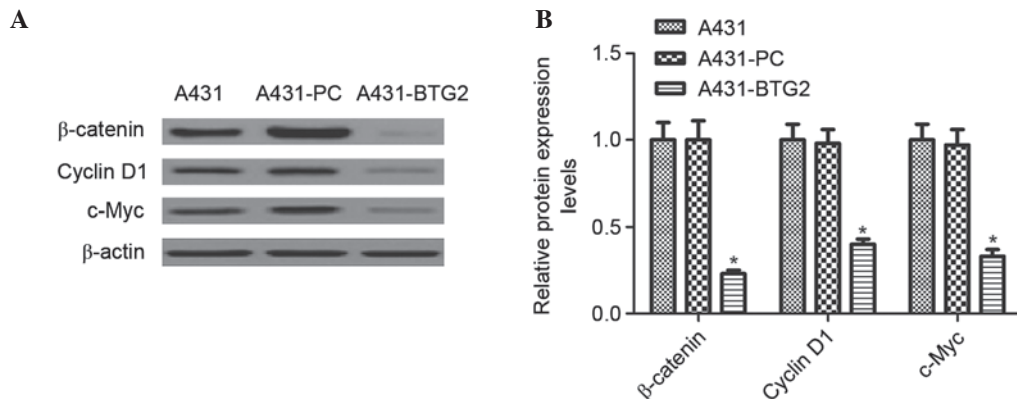 A
A431 A431-PC A431-BTG2
β-catenin
Cyclin D1
c-Myc
β-actin
B
A431
A431-PC
A431-BTG2
Relative protein expression
levels
1.5
1.0
0.5
0.0
*
*
*
β-catenin
Cyclin D1
c-Myc